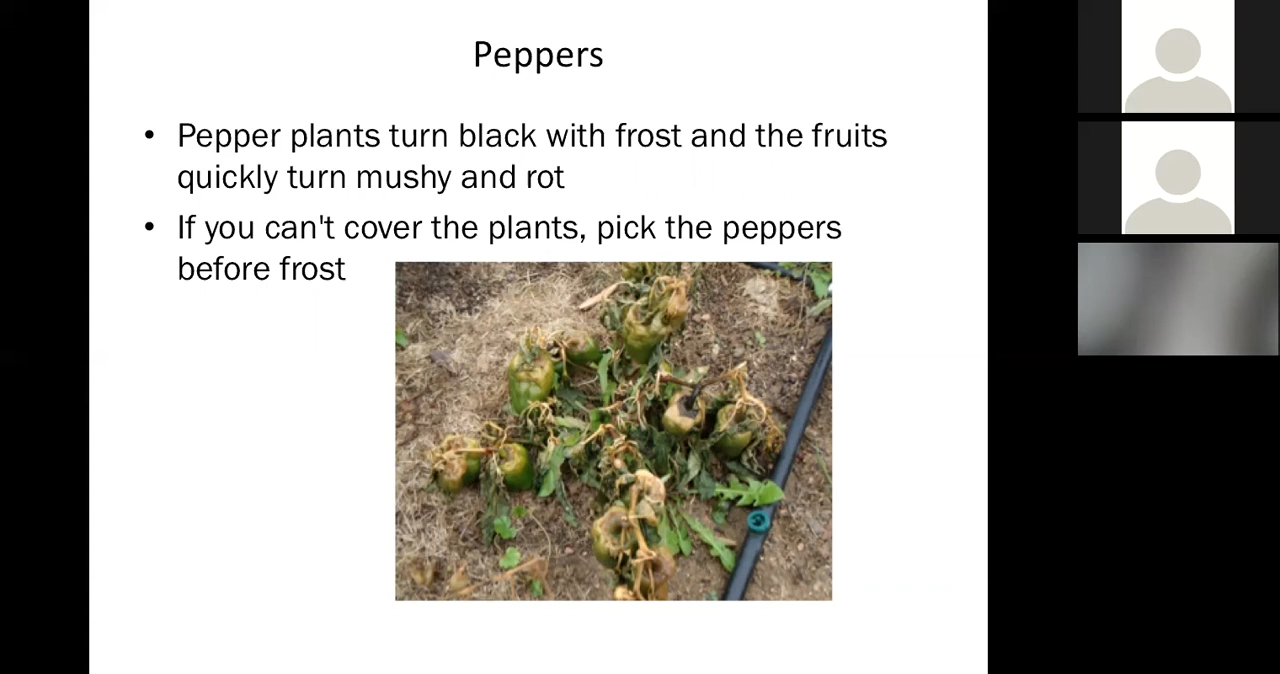 Peppers
• Pepper plants turn black with frost and the fruits
quickly turn mushy and rot
• If you can't cover the plants, pick the peppers
before frost